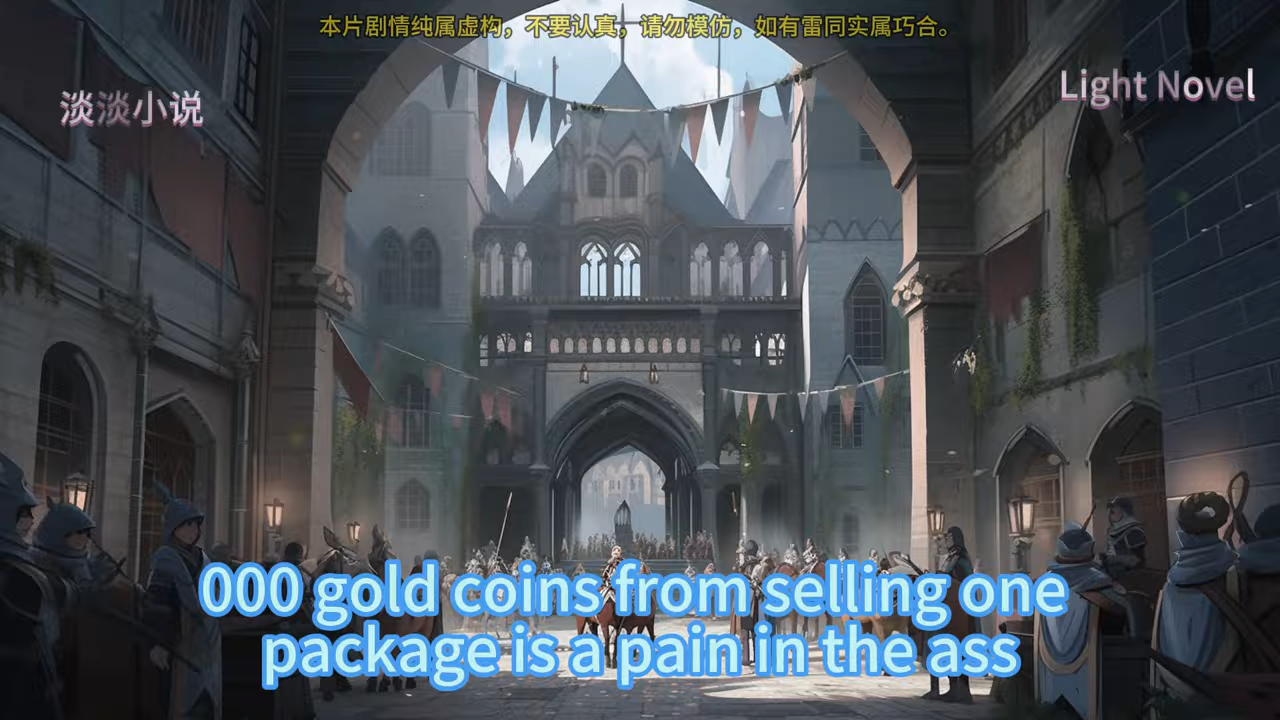 本片剧情纯属虚构，不要认真，请勿模仿，如有雷同实属巧合。
淡淡小说
Light Novel
000 gold coins from selling one
package is a pain in the ass